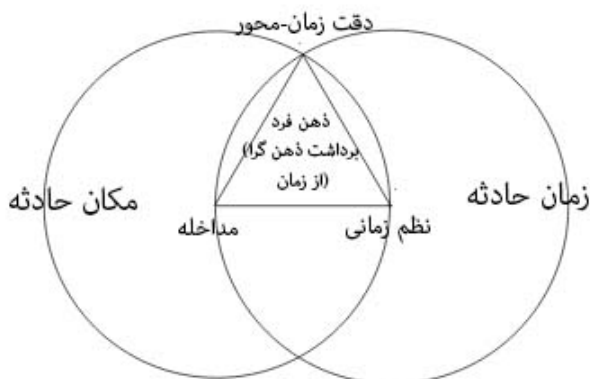 دقت زمان-محور
ذهن فرد
(برداشت ذهن گرا
از زمان)
زمان حادثه
مکان حادثه
نظم زمانی
مداخله